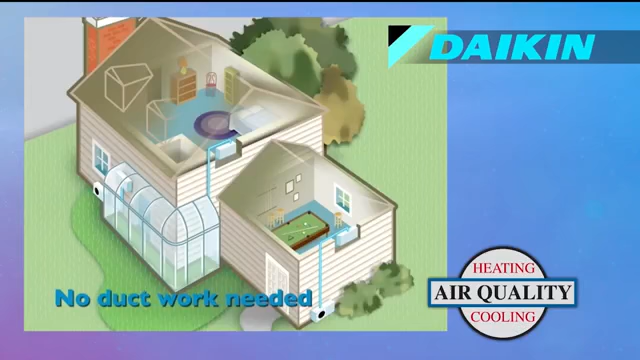 DAIKIN
No duct work needed
HEATING
AIR QUALITY
COOLING